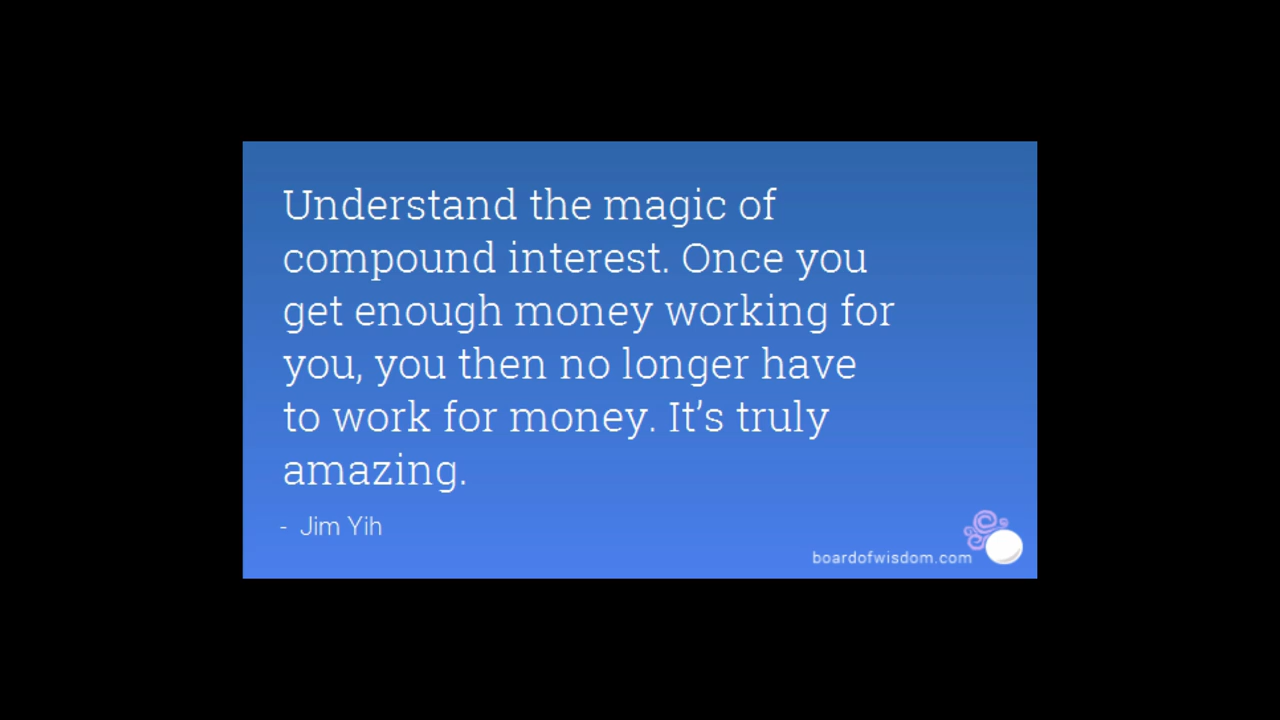 Understand the magic of
compound interest. Once you
get enough money working for
you, you then no longer have
to work for money. It’s truly
amazing.
- Jim Yih
boardofwisdom.com